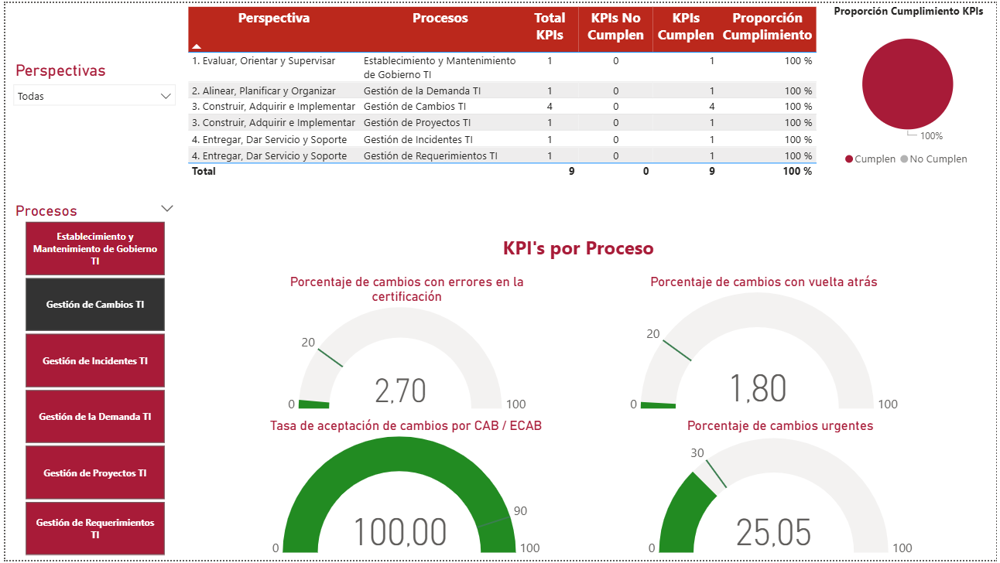 Perspectiva Procesos Total KPIs KPIs No Cumplen KPIs Cumplen Proporción Cumplimiento
1. Evaluar, Orientar y Supervisar Establecimiento y Mantenimiento de Gobierno TI 1 0 1 100 %
2. Alinear, Planificar y Organizar Gestión de la Demanda TI 1 0 1 100 %
3. Construir, Adquirir e Implementar Gestión de Cambios TI 4 0 4 100 %
3. Construir, Adquirir e Implementar Gestión de Proyectos TI 1 0 1 100 %
4. Entregar, Dar Servicio y Soporte Gestión de Incidentes TI 1 0 1 100 %
4. Entregar, Dar Servicio y Soporte Gestión de Requerimientos TI 1 0 1 100 %
Total 9 0 9 100 %
Proporción Cumplimiento KPIs
100%
Cumplen No Cumplen
Perspectivas
Todas
Procesos
Establecimiento y
Mantenimiento de Gobierno
TI
Gestión de Cambios TI
Gestión de Incidentes TI
Gestión de la Demanda TI
Gestión de Proyectos TI
Gestión de Requerimientos
TI
KPI's por Proceso
Porcentaje de cambios con errores en la
certificación
20
0 2,70 100
Porcentaje de cambios con vuelta atrás
20
0 1,80 100
Tasa de aceptación de cambios por CAB / ECAB
90
0 100,00 100
Porcentaje de cambios urgentes
30
0 25,05 100